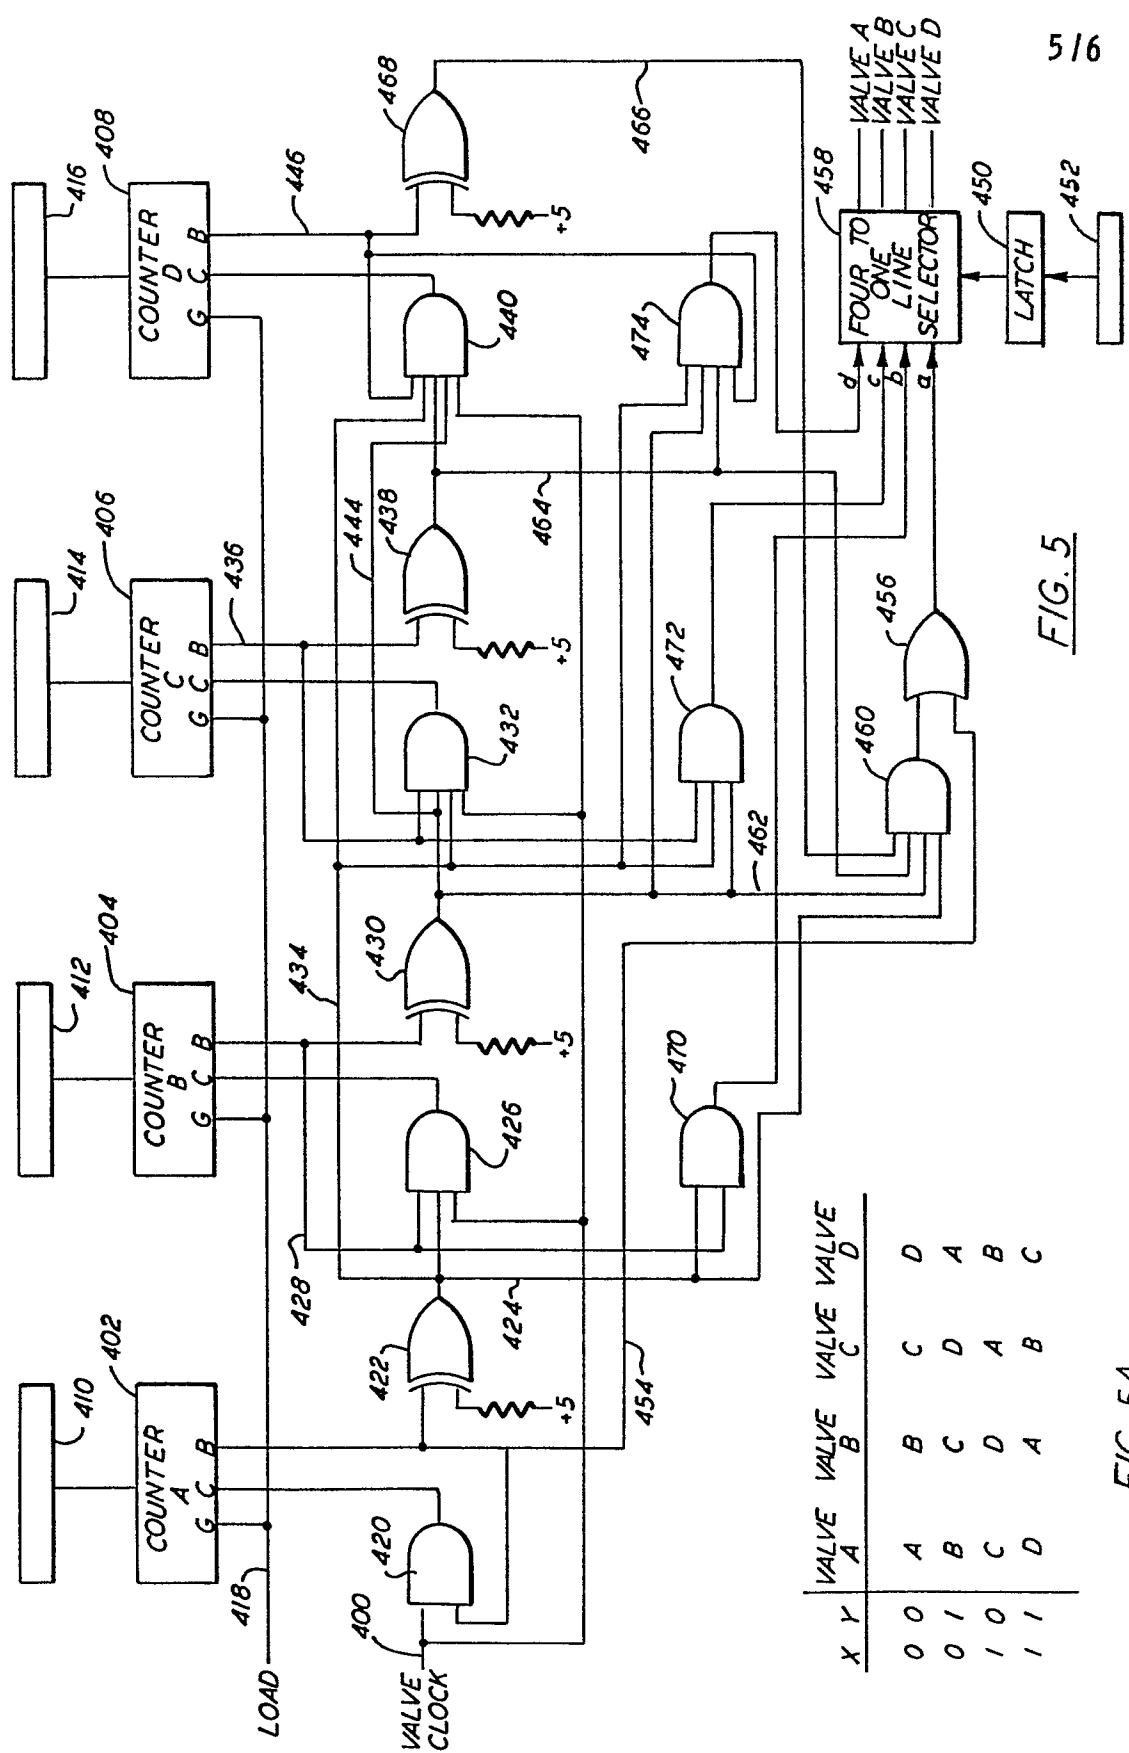 5/6
410
412
414
416
402
404
406
408
COUNTER
A
G C B
COUNTER
B
G C B
COUNTER
C
G C B
COUNTER
D
G C B
LOAD
418
428
434
436
444
446
VALVE
CLOCK
400
420
422
426
430
432
438
440
468
+5
+5
+5
+5
454
424
470
462
472
464
474
466
460
456
458
d
c
b
a
FOUR TO
ONE
LINE
SELECTOR
VALVE A
VALVE B
VALVE C
VALVE D
LATCH
450
452
FIG. 5
X Y VALVE A VALVE B VALVE C VALVE D
0 0 A B C D
0 1 B C D A
1 0 C D A B
1 1 D A B C
FIG. 5A